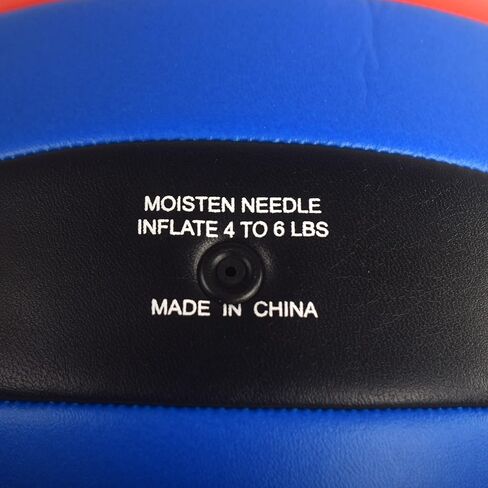 MOISTEN NEEDLE
INFLATE 4 TO 6 LBS
MADE IN CHINA